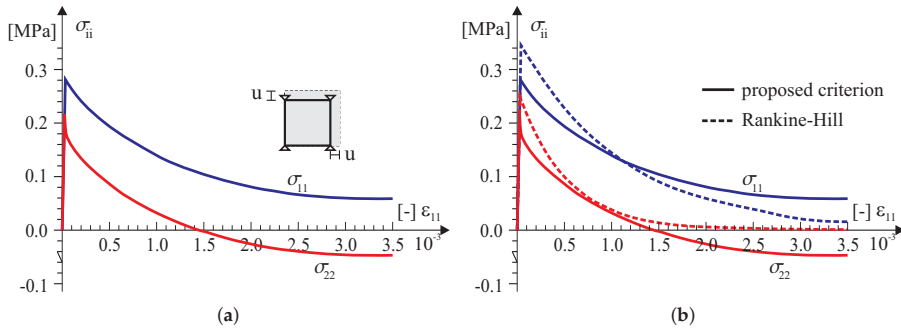 [MPa] σii
0.3
0.2
0.1
0.0
-0.1
u
u
σ11
[-] ε11
0.5 1.0 1.5 2.0 2.5 3.0 3.5 10-3
σ22
(a)
[MPa] σii
0.3
0.2
0.1
0.0
-0.1
proposed criterion
Rankine-Hill
σ11
[-] ε11
0.5 1.0 1.5 2.0 2.5 3.0 3.5 10-3
σ22
(b)